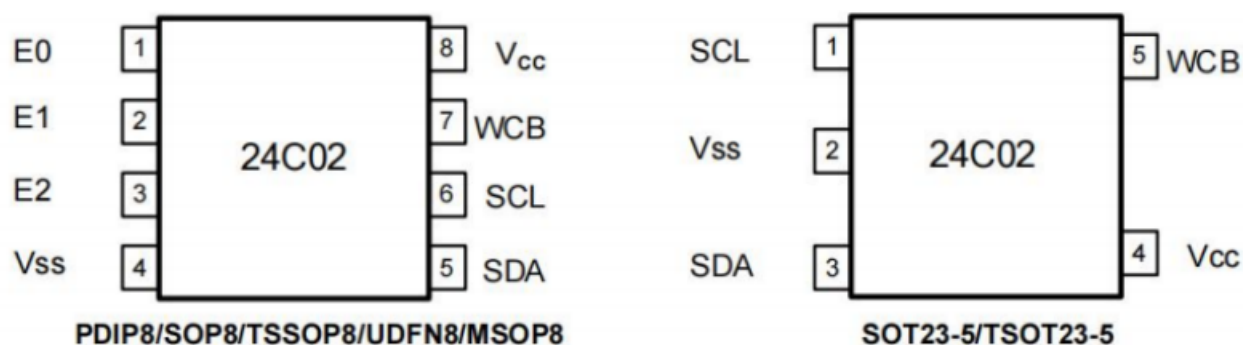 E0 1 8 Vcc
E1 2 7 WCB
24C02
E2 3 6 SCL
Vss 4 5 SDA
PDIP8/SOP8/TSSOP8/UDFN8/MSOP8
SCL 1 5 WCB
Vss 2 24C02
SDA 3 4 Vcc
SOT23-5/TSOT23-5